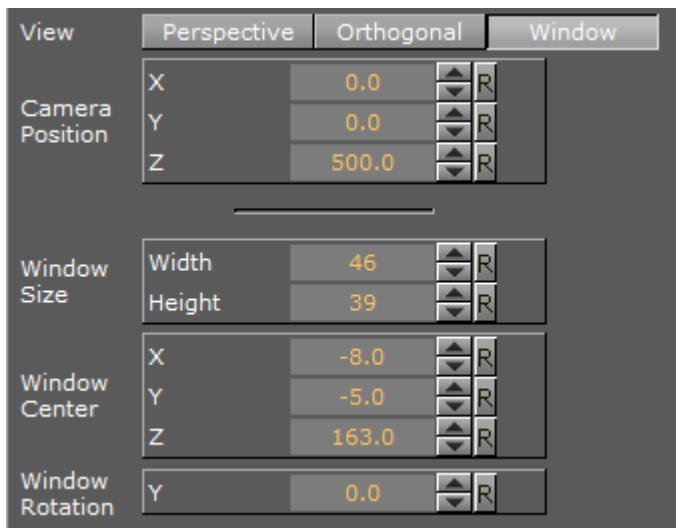 View Perspective Orthogonal Window
Camera Position
X 0.0 R
Y 0.0 R
Z 500.0 R
Window Size
Width 46 R
Height 39 R
Window Center
X -8.0 R
Y -5.0 R
Z 163.0 R
Window Rotation
Y 0.0 R